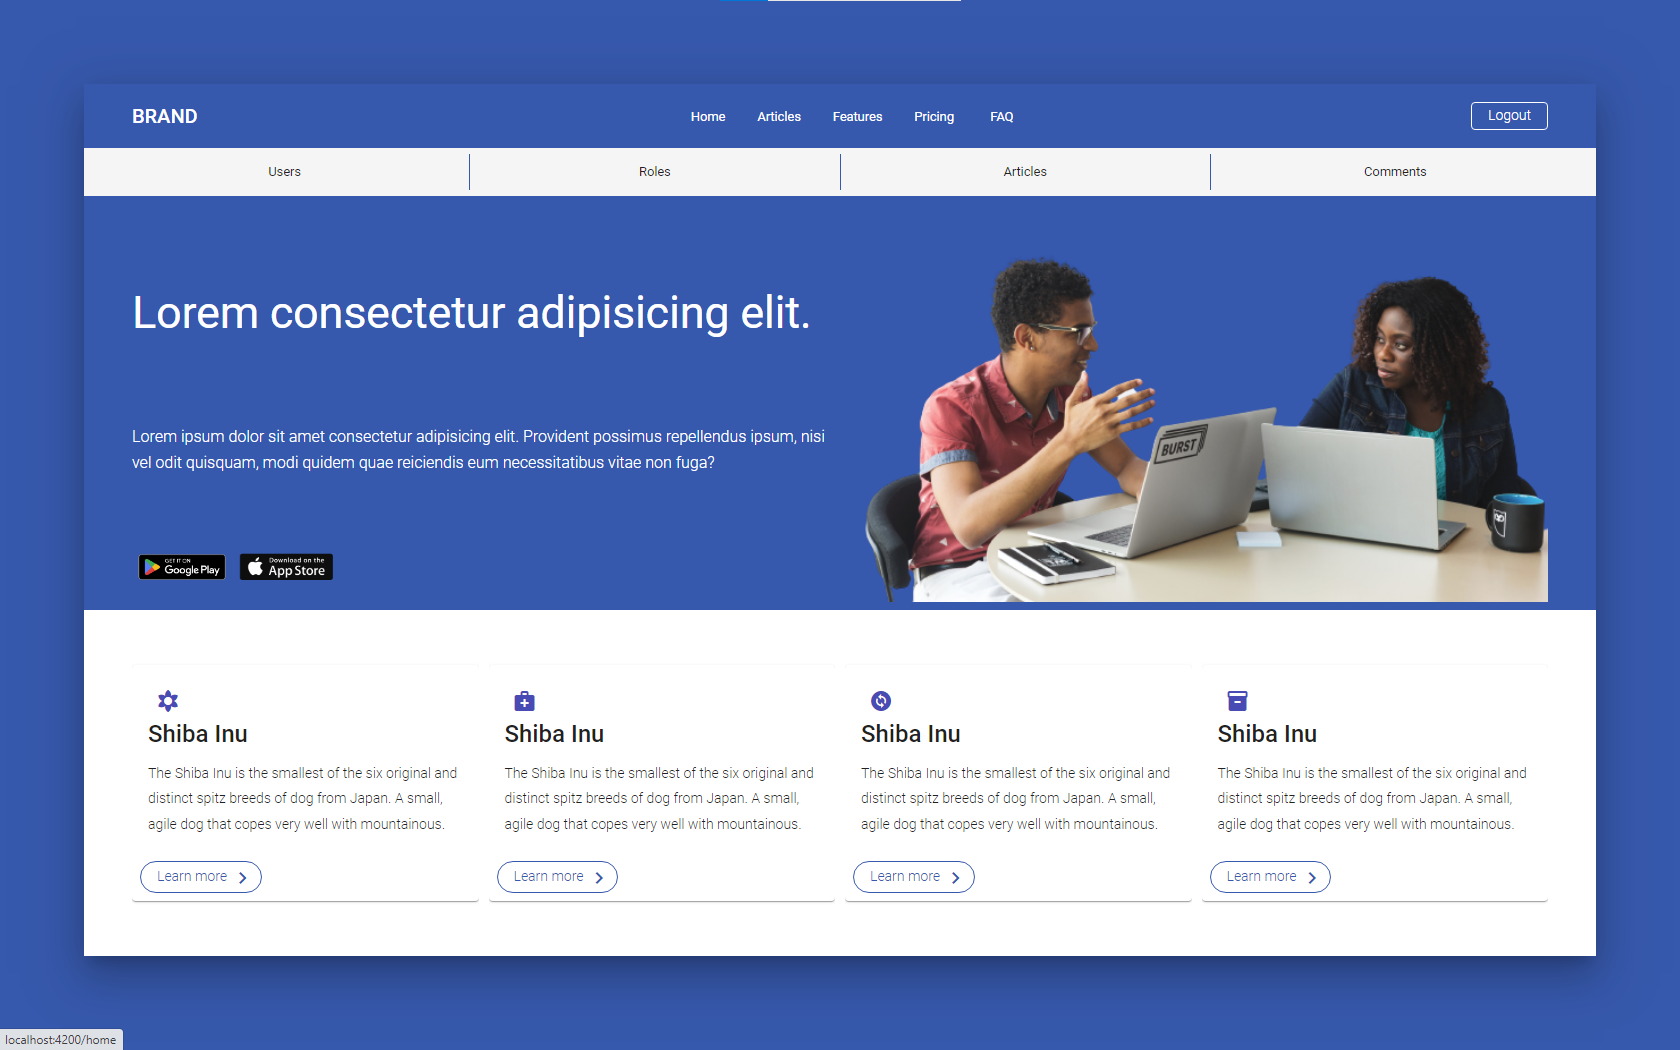 BRAND
Home Articles Features Pricing FAQ
Logout
Users Roles Articles Comments
Lorem consectetur adipisicing elit.
Lorem ipsum dolor sit amet consectetur adipisicing elit. Provident possimus repellendus ipsum, nisi
vel odit quisquam, modi quidem quae reiciendis eum necessitatibus vitae non fuga?
BURST
GET IT ON
Google Play
Download on the
App Store
Shiba Inu
The Shiba Inu is the smallest of the six original and
distinct spitz breeds of dog from Japan. A small,
agile dog that copes very well with mountainous.
Learn more
Shiba Inu
The Shiba Inu is the smallest of the six original and
distinct spitz breeds of dog from Japan. A small,
agile dog that copes very well with mountainous.
Learn more
Shiba Inu
The Shiba Inu is the smallest of the six original and
distinct spitz breeds of dog from Japan. A small,
agile dog that copes very well with mountainous.
Learn more
Shiba Inu
The Shiba Inu is the smallest of the six original and
distinct spitz breeds of dog from Japan. A small,
agile dog that copes very well with mountainous.
Learn more
localhost:4200/home